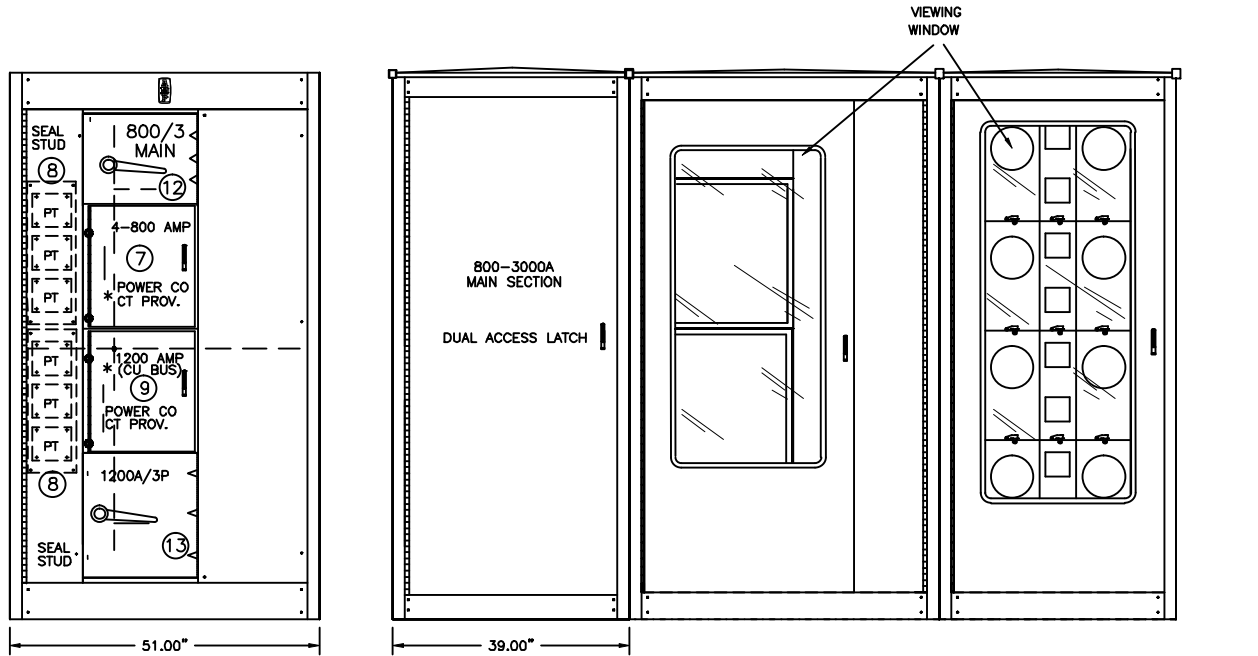 VIEWING
WINDOW
SEAL
STUD
8
800/3
MAIN
12
PT
PT
PT
4-800 AMP
7
POWER CO
* CT PROV.
PT
PT
PT
1200 AMP
* (CU BUS)
9
POWER CO
CT PROV.
8
1200A/3P
13
SEAL
STUD
51.00"
800-3000A
MAIN SECTION
DUAL ACCESS LATCH
39.00"